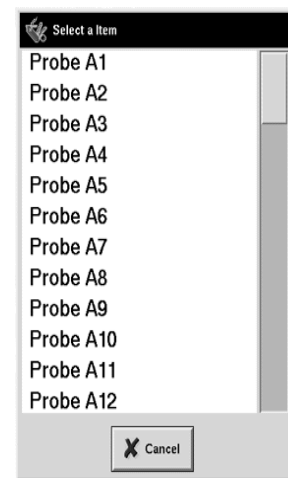 Select a Item
Probe A1
Probe A2
Probe A3
Probe A4
Probe A5
Probe A6
Probe A7
Probe A8
Probe A9
Probe A10
Probe A11
Probe A12
Cancel